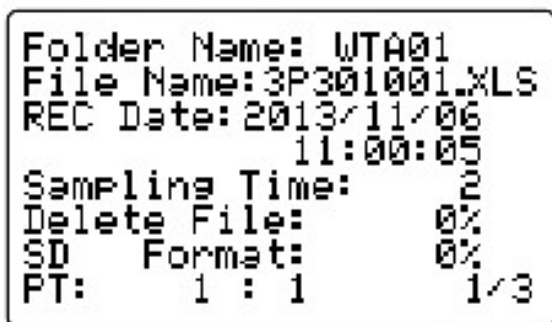 Folder Name: WTA01
File Name:3P301001.XLS
REC Date:2013/11/06
11:00:05
Sampling Time: 2
Delete File: 0%
SD Format: 0%
PT: 1 : 1 1/3